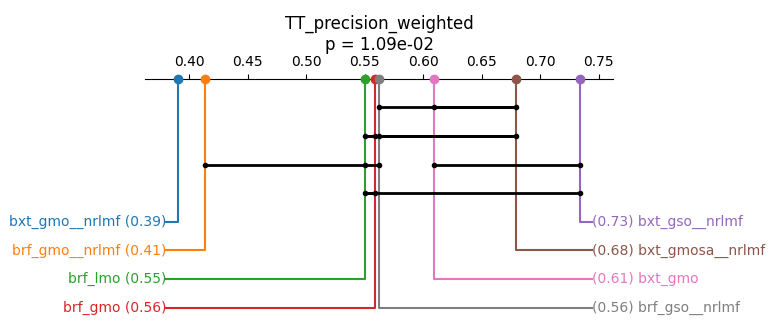 TT_precision_weighted
p = 1.09e-02
0.40 0.45 0.50 0.55 0.60 0.65 0.70 0.75
bxt_gmo__nrlmf (0.39) (0.73) bxt_gso__nrlmf
brf_gmo__nrlmf (0.41) (0.68) bxt_gmosa__nrlmf
brf_lmo (0.55) (0.61) bxt_gmo
brf_gmo (0.56) (0.56) brf_gso__nrlmf